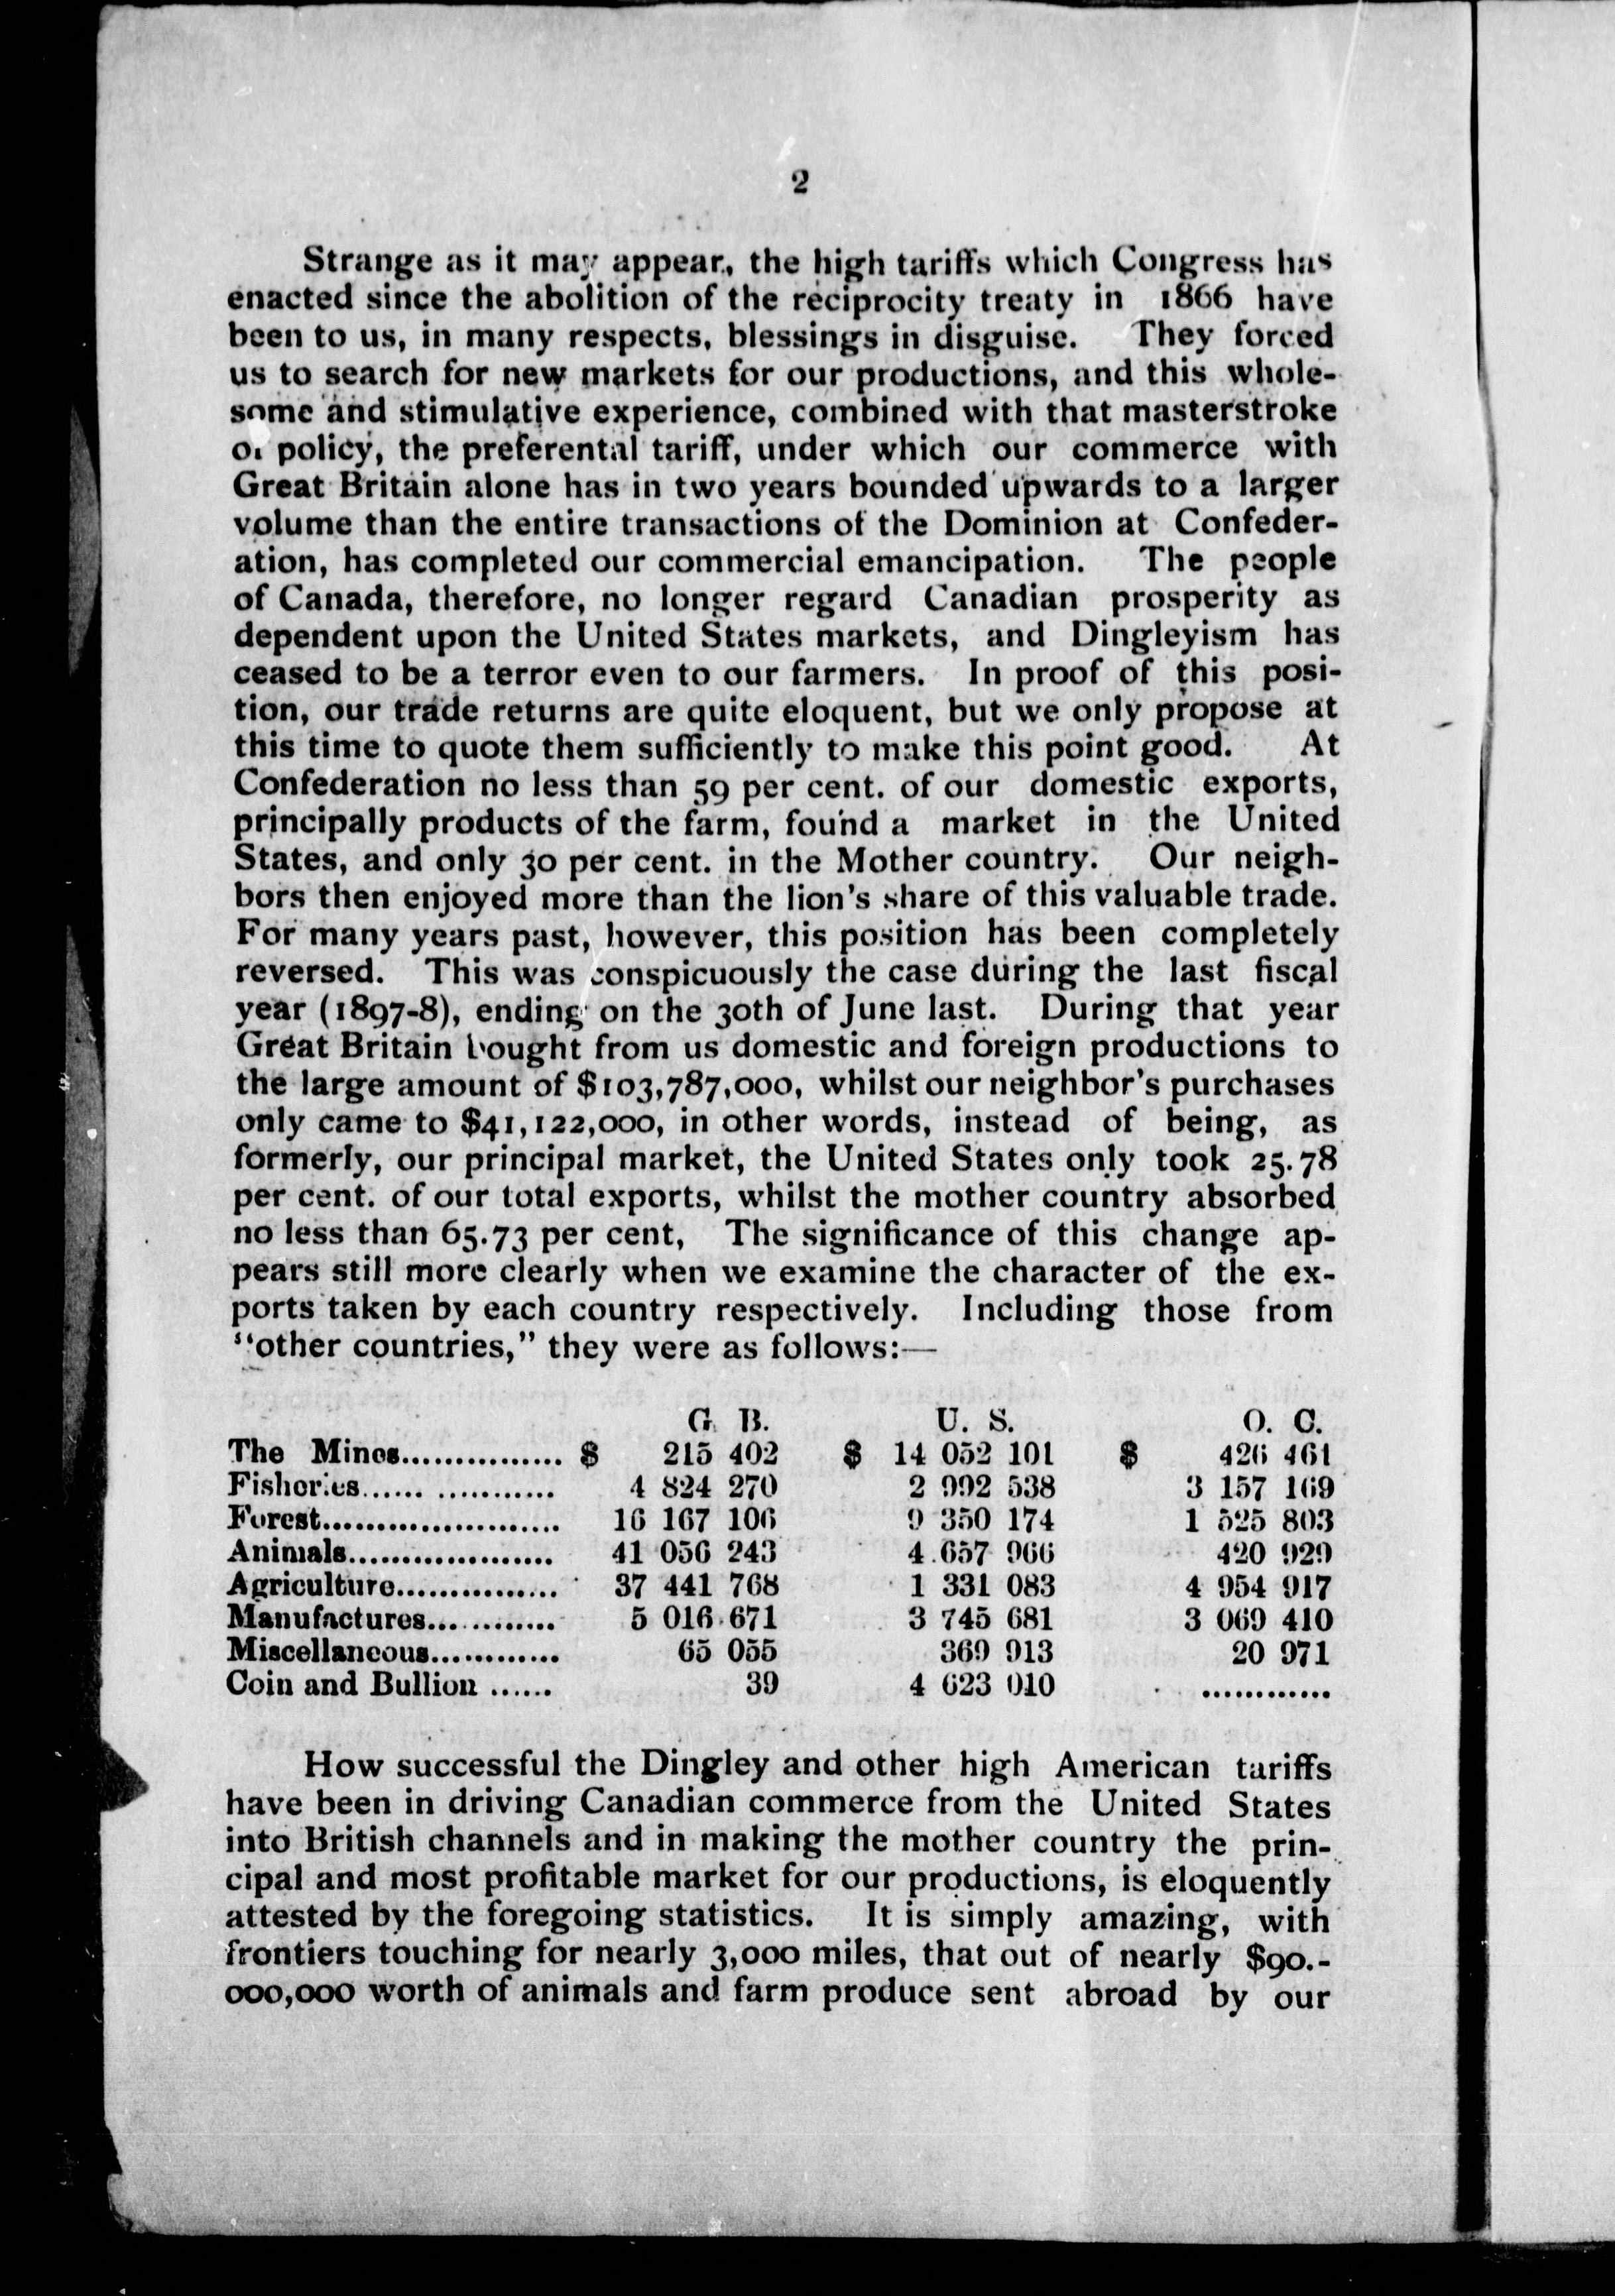 2
Strange as it may appear, the high tariffs which Congress has
enacted since the abolition of the reciprocity treaty in 1866 have
been to us, in many respects, blessings in disguise. They forced
us to search for new markets for our productions, and this whole-
some and stimulative experience, combined with that masterstroke
of policy, the preferental tariff, under which our commerce with
Great Britain alone has in two years bounded upwards to a larger
volume than the entire transactions of the Dominion at Confeder-
ation, has completed our commercial emancipation. The people
of Canada, therefore, no longer regard Canadian prosperity as
dependent upon the United States markets, and Dingleyism has
ceased to be a terror even to our farmers. In proof of this posi-
tion, our trade returns are quite eloquent, but we only propose at
this time to quote them sufficiently to make this point good. At
Confederation no less than 59 per cent. of our domestic exports,
principally products of the farm, found a market in the United
States, and only 30 per cent. in the Mother country. Our neigh-
bors then enjoyed more than the lion's share of this valuable trade.
For many years past, however, this position has been completely
reversed. This was conspicuously the case during the last fiscal
year (1897-8), ending on the 30th of June last. During that year
Great Britain bought from us domestic and foreign productions to
the large amount of $103,787,000, whilst our neighbor's purchases
only came to $41,122,000, in other words, instead of being, as
formerly, our principal market, the United States only took 25.78
per cent. of our total exports, whilst the mother country absorbed
no less than 65.73 per cent, The significance of this change ap-
pears still more clearly when we examine the character of the ex-
ports taken by each country respectively. Including those from
"other countries," they were as follows:—
G. B. U. S. O. C.
The Mines................ $ 215 402 $ 14 052 101 $ 426 461
Fisheries...... ............ 4 824 270 2 992 538 3 157 169
Forest....................... 16 167 106 9 350 174 1 525 803
Animals.................... 41 056 243 4.657 966 420 929
Agriculture............... 37 441 768 1 331 083 4 954 917
Manufactures............. 5 016 671 3 745 681 3 069 410
Miscellaneous............. 65 055 369 913 20 971
Coin and Bullion ...... 39 4 623 010 .............
How successful the Dingley and other high American tariffs
have been in driving Canadian commerce from the United States
into British channels and in making the mother country the prin-
cipal and most profitable market for our productions, is eloquently
attested by the foregoing statistics. It is simply amazing, with
frontiers touching for nearly 3,000 miles, that out of nearly $90.-
000,000 worth of animals and farm produce sent abroad by our